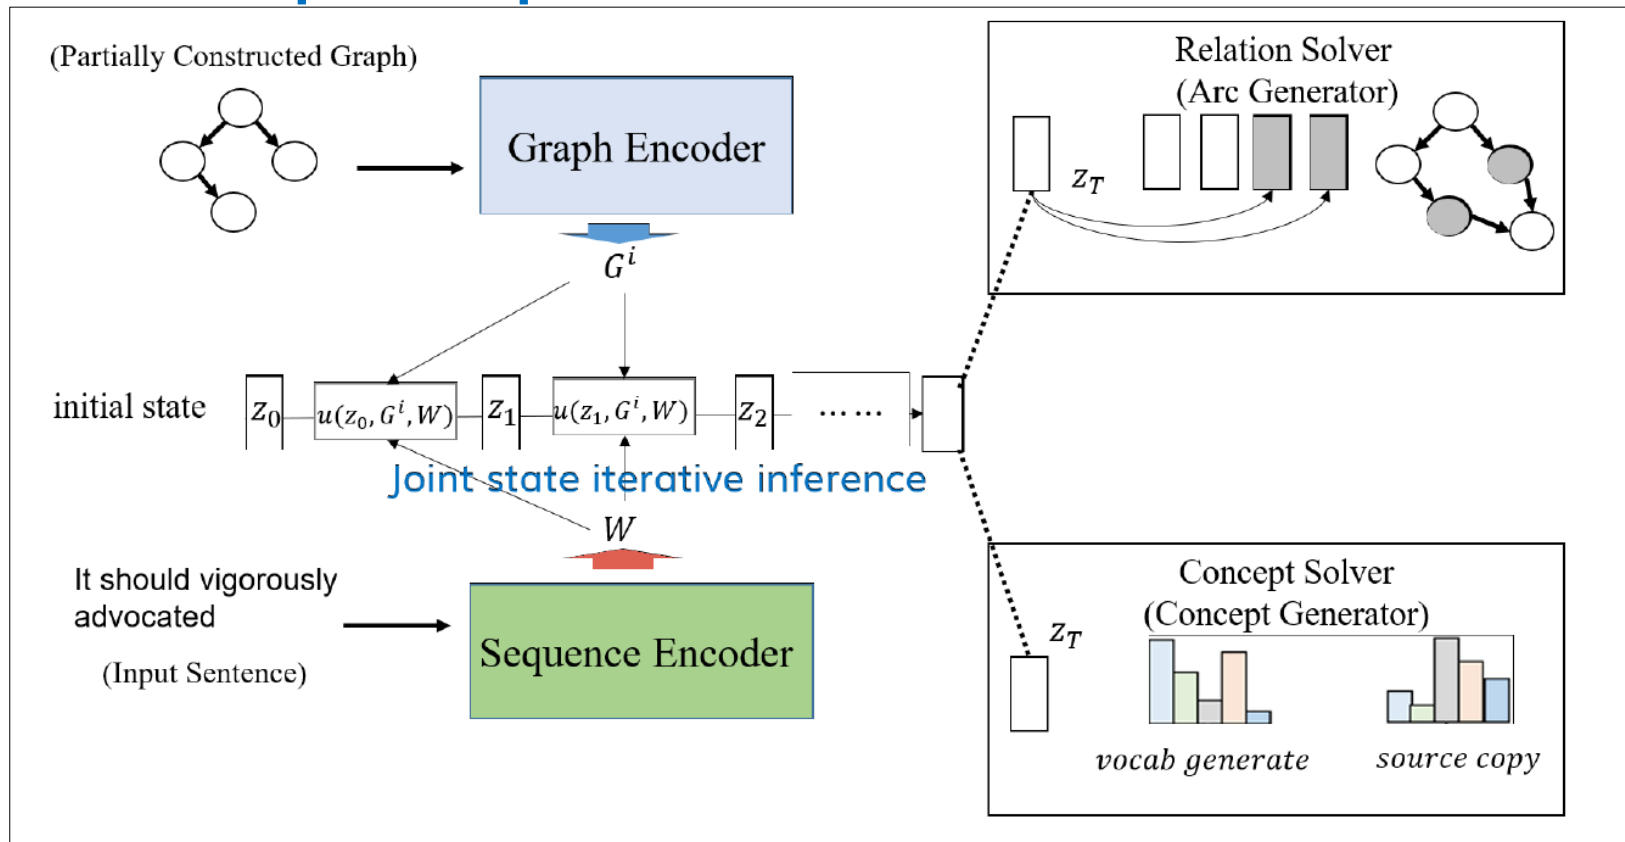 (Partially Constructed Graph)
Graph Encoder
G^i
Relation Solver
(Arc Generator)
z_T
initial state
z_0
u(z_0, G^i, W)
z_1
u(z_1, G^i, W)
z_2
⋯ ⋯
Joint state iterative inference
W
It should vigorously
advocated
(Input Sentence)
Sequence Encoder
Concept Solver
(Concept Generator)
z_T
vocab generate
source copy